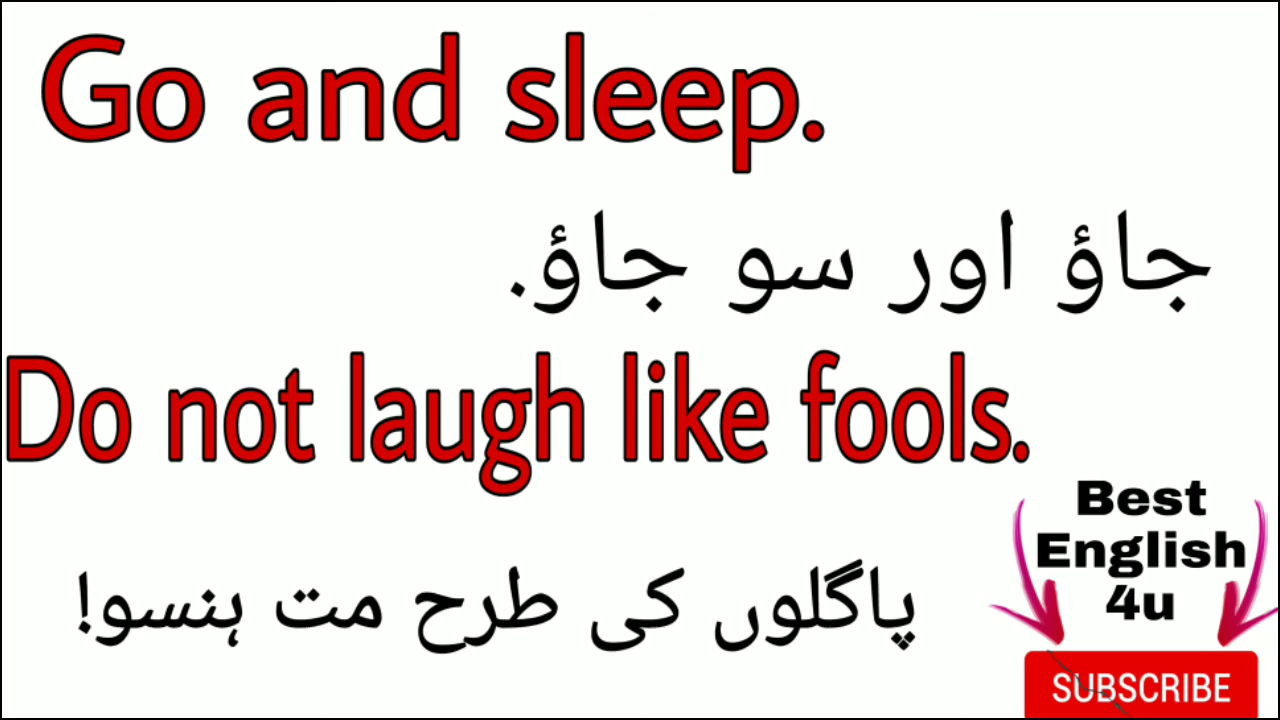 Go and sleep.
جاؤ اور سو جاؤ.
Do not laugh like fools.
پاگلوں کی طرح مت ہنسو!
Best
English
4u
SUBSCRIBE